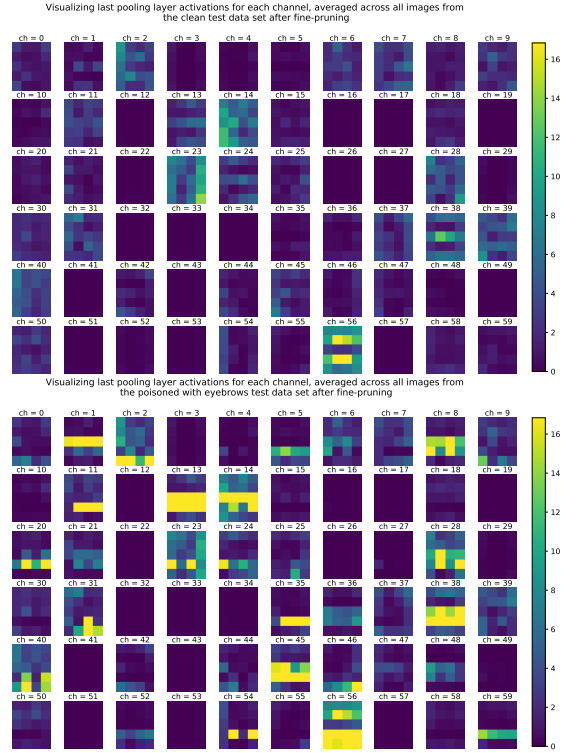 Visualizing last pooling layer activations for each channel, averaged across all images from
the clean test data set after fine-pruning
ch = 0 ch = 1 ch = 2 ch = 3 ch = 4 ch = 5 ch = 6 ch = 7 ch = 8 ch = 9
ch = 10 ch = 11 ch = 12 ch = 13 ch = 14 ch = 15 ch = 16 ch = 17 ch = 18 ch = 19
ch = 20 ch = 21 ch = 22 ch = 23 ch = 24 ch = 25 ch = 26 ch = 27 ch = 28 ch = 29
ch = 30 ch = 31 ch = 32 ch = 33 ch = 34 ch = 35 ch = 36 ch = 37 ch = 38 ch = 39
ch = 40 ch = 41 ch = 42 ch = 43 ch = 44 ch = 45 ch = 46 ch = 47 ch = 48 ch = 49
ch = 50 ch = 51 ch = 52 ch = 53 ch = 54 ch = 55 ch = 56 ch = 57 ch = 58 ch = 59
16
14
12
10
8
6
4
2
0
Visualizing last pooling layer activations for each channel, averaged across all images from
the poisoned with eyebrows test data set after fine-pruning
ch = 0 ch = 1 ch = 2 ch = 3 ch = 4 ch = 5 ch = 6 ch = 7 ch = 8 ch = 9
ch = 10 ch = 11 ch = 12 ch = 13 ch = 14 ch = 15 ch = 16 ch = 17 ch = 18 ch = 19
ch = 20 ch = 21 ch = 22 ch = 23 ch = 24 ch = 25 ch = 26 ch = 27 ch = 28 ch = 29
ch = 30 ch = 31 ch = 32 ch = 33 ch = 34 ch = 35 ch = 36 ch = 37 ch = 38 ch = 39
ch = 40 ch = 41 ch = 42 ch = 43 ch = 44 ch = 45 ch = 46 ch = 47 ch = 48 ch = 49
ch = 50 ch = 51 ch = 52 ch = 53 ch = 54 ch = 55 ch = 56 ch = 57 ch = 58 ch = 59
16
14
12
10
8
6
4
2
0